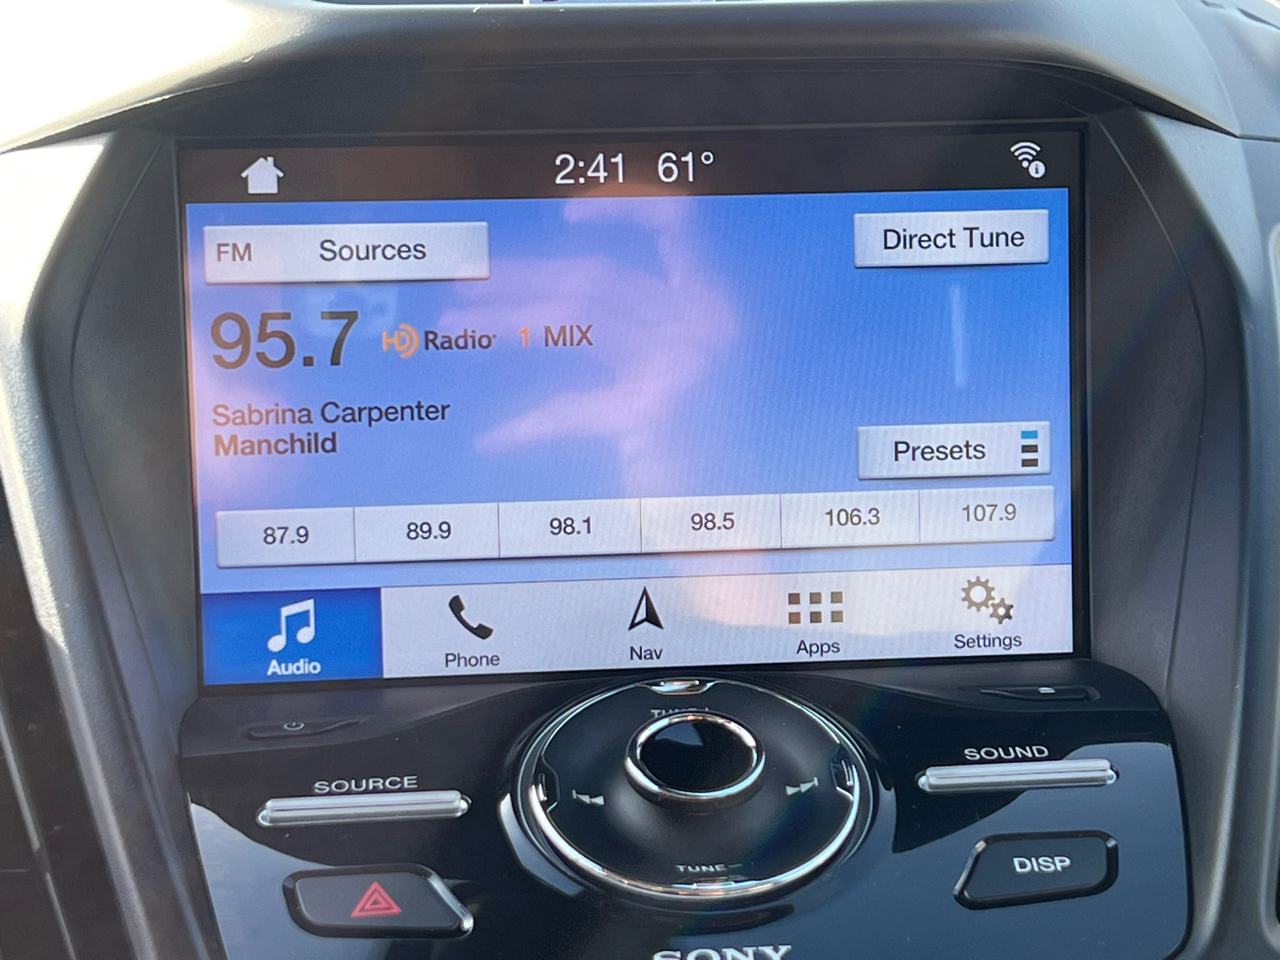 2:41 61°
FM Sources
Direct Tune
95.7 HD Radio 1 MIX
Sabrina Carpenter
Manchild
Presets
87.9 89.9 98.1 98.5 106.3 107.9
Audio Phone Nav Apps Settings
SOURCE
SOUND
TUNE
DISP
SONY